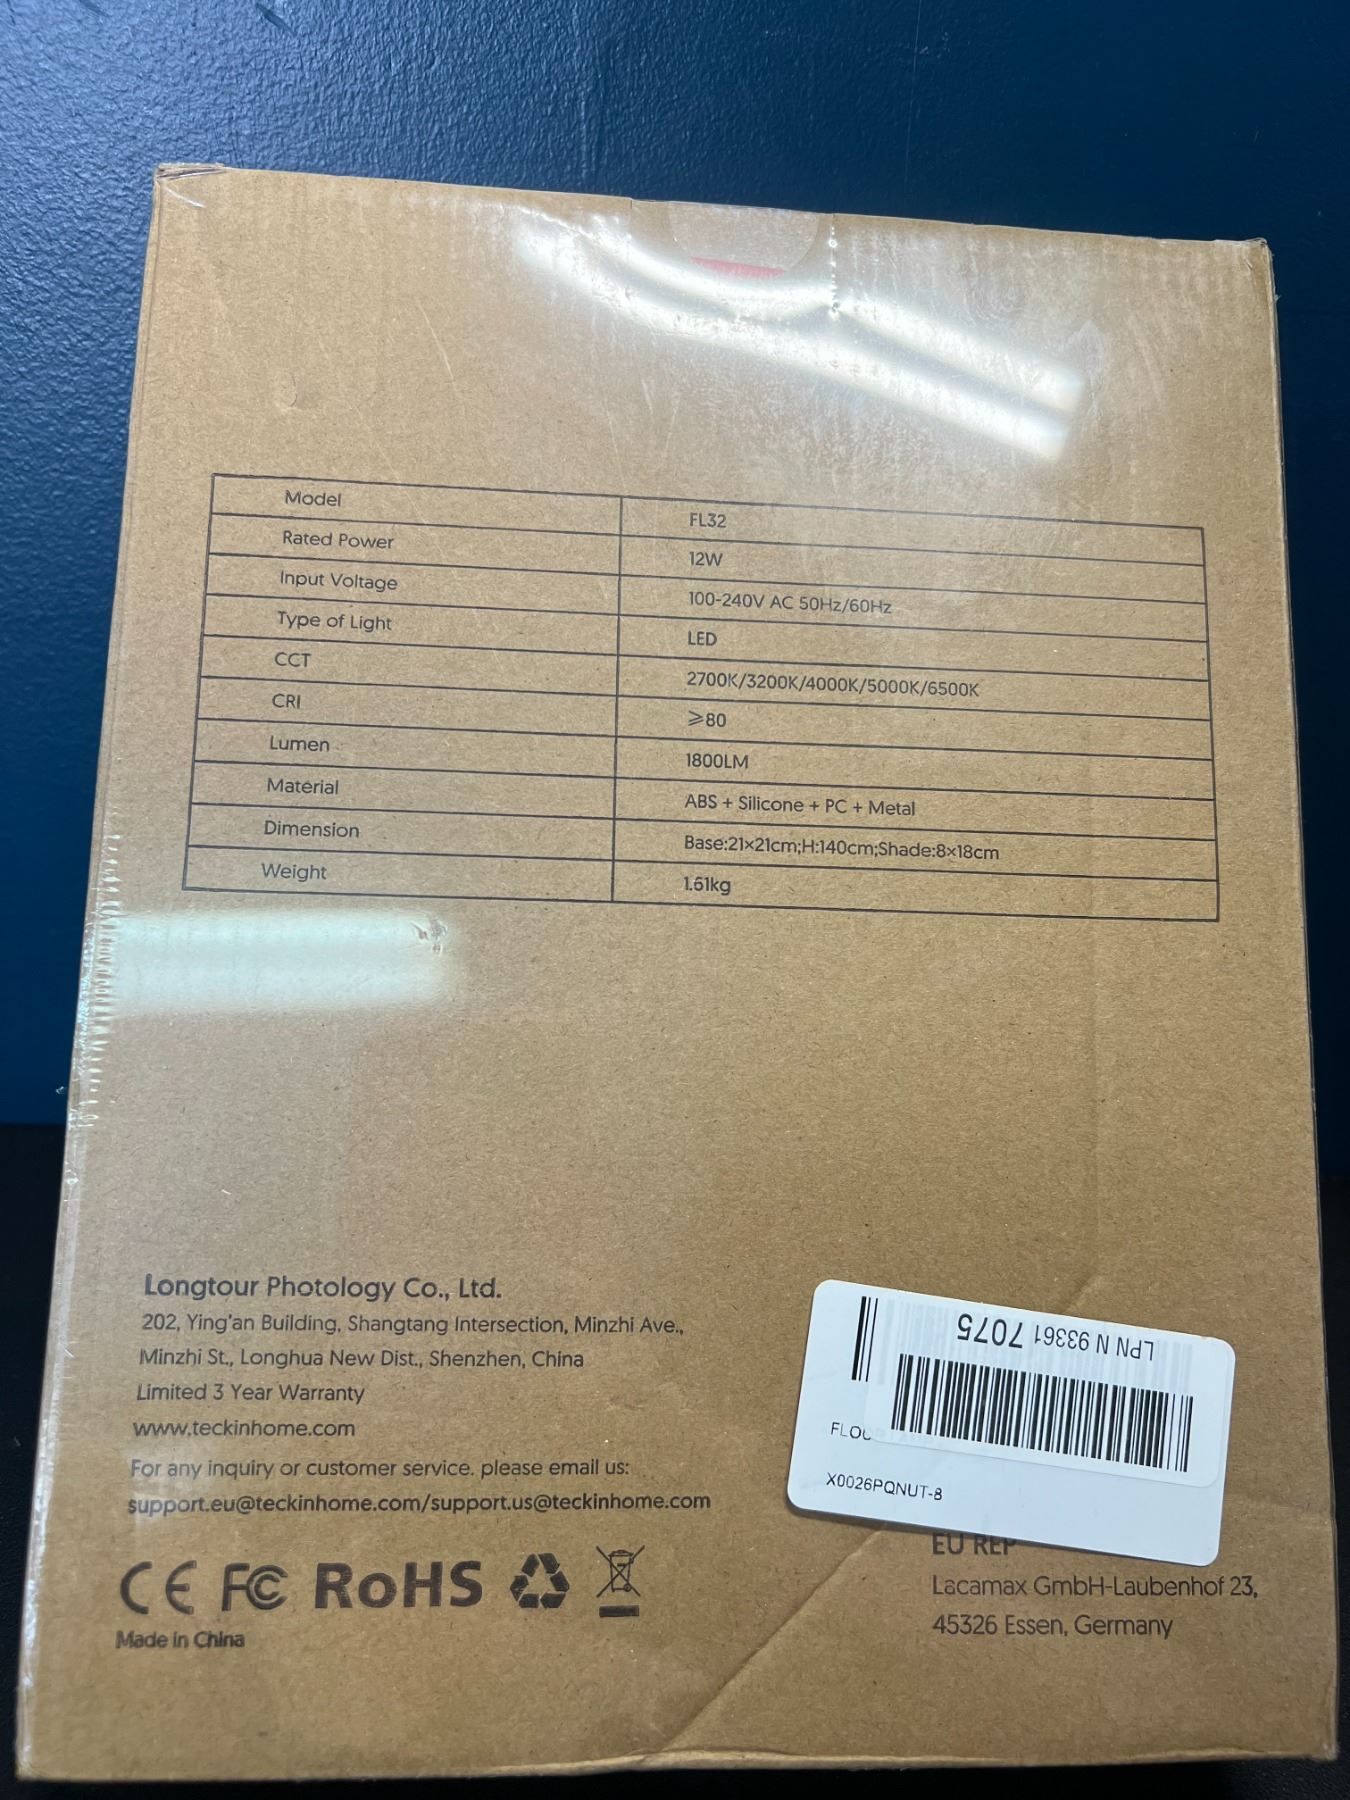 Model FL32
Rated Power 12W
Input Voltage 100-240V AC 50Hz/60Hz
Type of Light LED
CCT 2700K/3200K/4000K/5000K/6500K
CRI ⩾80
Lumen 1800LM
Material ABS + Silicone + PC + Metal
Dimension Base:21×21cm;H:140cm;Shade:8×18cm
Weight 1.61kg
Longtour Photology Co., Ltd.
202, Ying'an Building, Shangtang Intersection, Minzhi Ave.,
Minzhi St., Longhua New Dist., Shenzhen, China
Limited 3 Year Warranty
www.teckinhome.com
For any inquiry or customer service. please email us:
support.eu@teckinhome.com/support.us@teckinhome.com
CE FC RoHS
Made in China
LPN N 93361 7075
X0026PQNUT-8
EU REP
Lacamax GmbH-Laubenhof 23,
45326 Essen, Germany